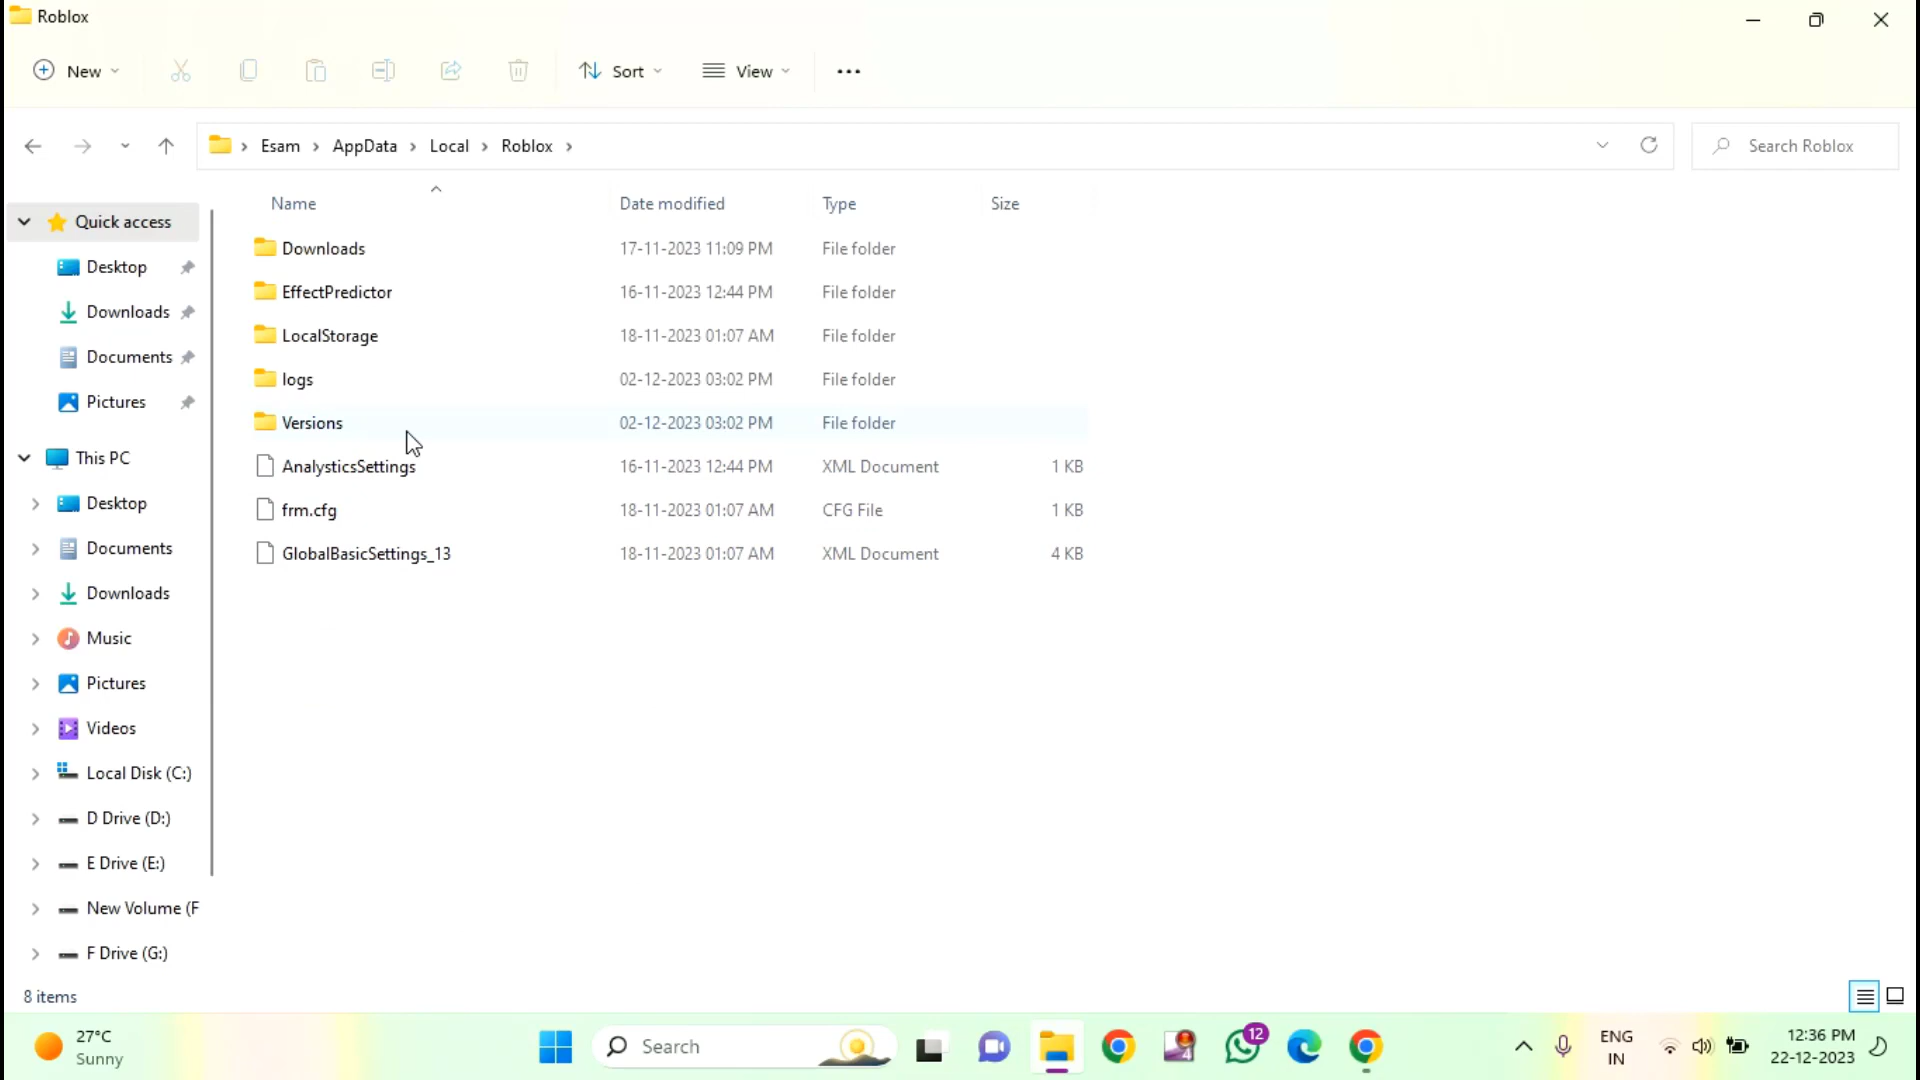 Roblox
New
Sort
View
Esam > AppData > Local > Roblox >
Search Roblox
Name Date modified Type Size
Quick access
Desktop
Downloads
Documents
Pictures
This PC
Desktop
Documents
Downloads
Music
Pictures
Videos
Local Disk (C:)
D Drive (D:)
E Drive (E:)
New Volume (F
F Drive (G:)
Downloads 17-11-2023 11:09 PM File folder
EffectPredictor 16-11-2023 12:44 PM File folder
LocalStorage 18-11-2023 01:07 AM File folder
logs 02-12-2023 03:02 PM File folder
Versions 02-12-2023 03:02 PM File folder
AnalysticsSettings 16-11-2023 12:44 PM XML Document 1 KB
frm.cfg 18-11-2023 01:07 AM CFG File 1 KB
GlobalBasicSettings_13 18-11-2023 01:07 AM XML Document 4 KB
8 items
27°C
Sunny
Search
4
12
ENG
IN
12:36 PM
22-12-2023